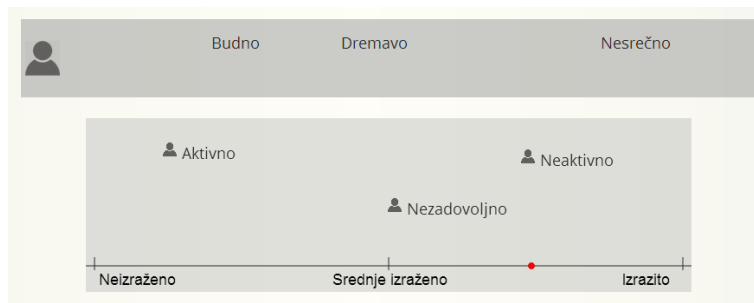 Budno Dremavo Nesrečno
Aktivno
Neaktivno
Nezadovoljno
Neizraženo Srednje izraženo Izrazito